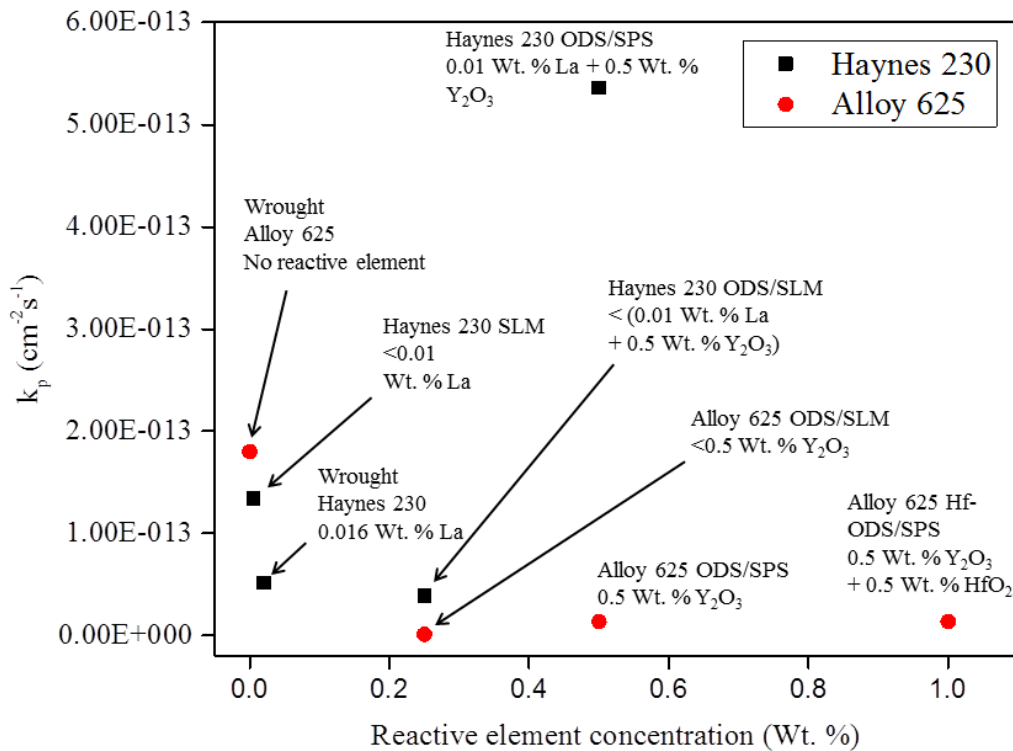 6.00E-013
5.00E-013
4.00E-013
3.00E-013
2.00E-013
1.00E-013
0.00E+000
kₚ (cm⁻²s⁻¹)
Haynes 230 ODS/SPS
0.01 Wt. % La + 0.5 Wt. %
Y₂O₃
Haynes 230
Alloy 625
Wrought
Alloy 625
No reactive element
Haynes 230 SLM
<0.01
Wt. % La
Haynes 230 ODS/SLM
< (0.01 Wt. % La
+ 0.5 Wt. % Y₂O₃)
Alloy 625 ODS/SLM
<0.5 Wt. % Y₂O₃
Wrought
Haynes 230
0.016 Wt. % La
Alloy 625 ODS/SPS
0.5 Wt. % Y₂O₃
Alloy 625 Hf-
ODS/SPS
0.5 Wt. % Y₂O₃
+ 0.5 Wt. % HfO₂
0.0 0.2 0.4 0.6 0.8 1.0
Reactive element concentration (Wt. %)